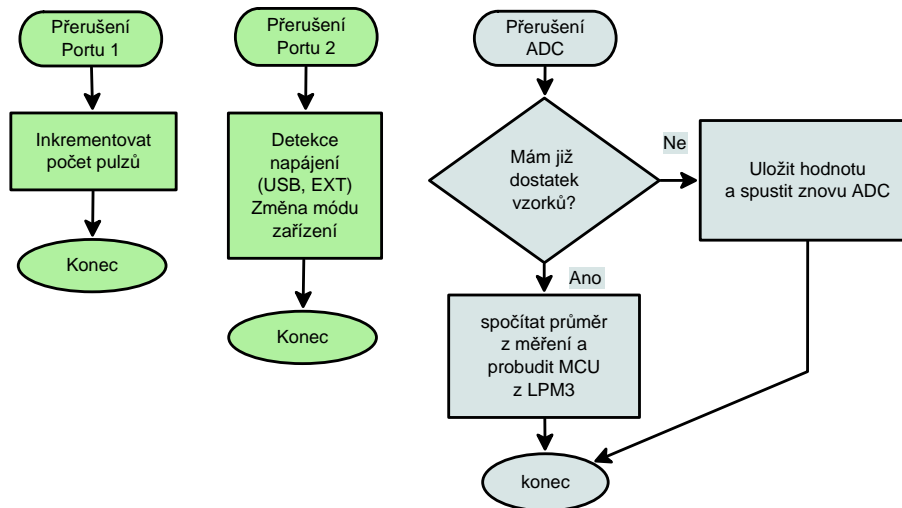 Přerušení
Portu 1
Inkrementovat
počet pulzů
Konec
Přerušení
Portu 2
Detekce
napájení
(USB, EXT)
Změna módu
zařízení
Konec
Přerušení
ADC
Mám již
dostatek
vzorků?
Ne
Uložit hodnotu
a spustit znovu ADC
Ano
spočítat průměr
z měření a
probudit MCU
z LPM3
konec